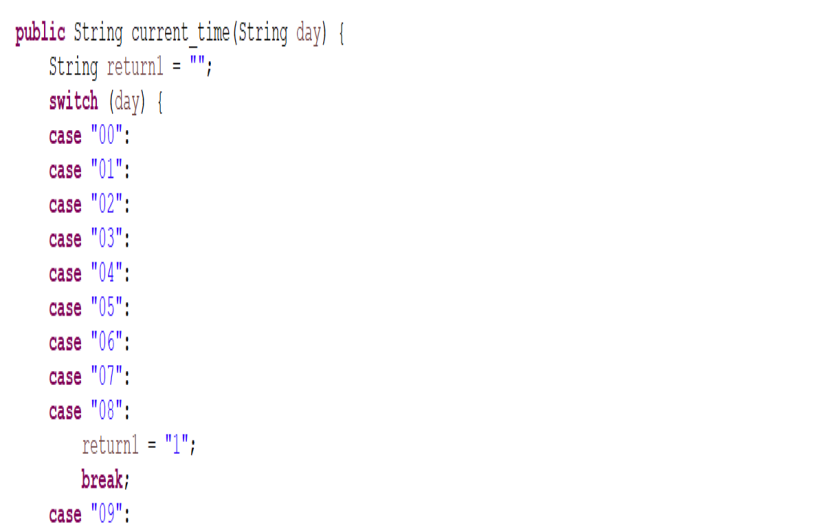 public String current_time(String day) {
String return1 = "";
switch (day) {
case "00":
case "01":
case "02":
case "03":
case "04":
case "05":
case "06":
case "07":
case "08":
return1 = "1";
break;
case "09":